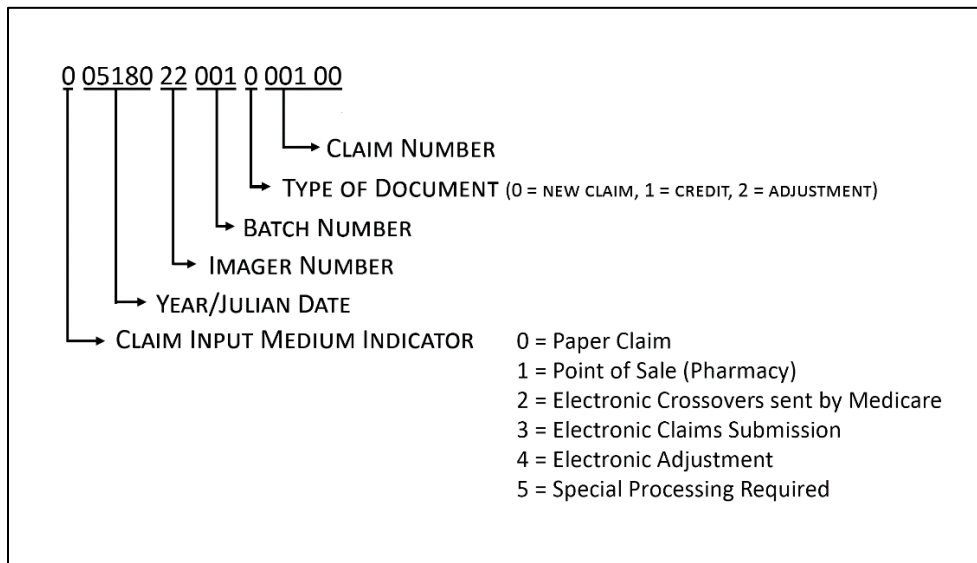 0 05180 22 001 0 001 00
CLAIM NUMBER
TYPE OF DOCUMENT (0 = NEW CLAIM, 1 = CREDIT, 2 = ADJUSTMENT)
BATCH NUMBER
IMAGER NUMBER
YEAR/JULIAN DATE
CLAIM INPUT MEDIUM INDICATOR 0 = Paper Claim
1 = Point of Sale (Pharmacy)
2 = Electronic Crossovers sent by Medicare
3 = Electronic Claims Submission
4 = Electronic Adjustment
5 = Special Processing Required